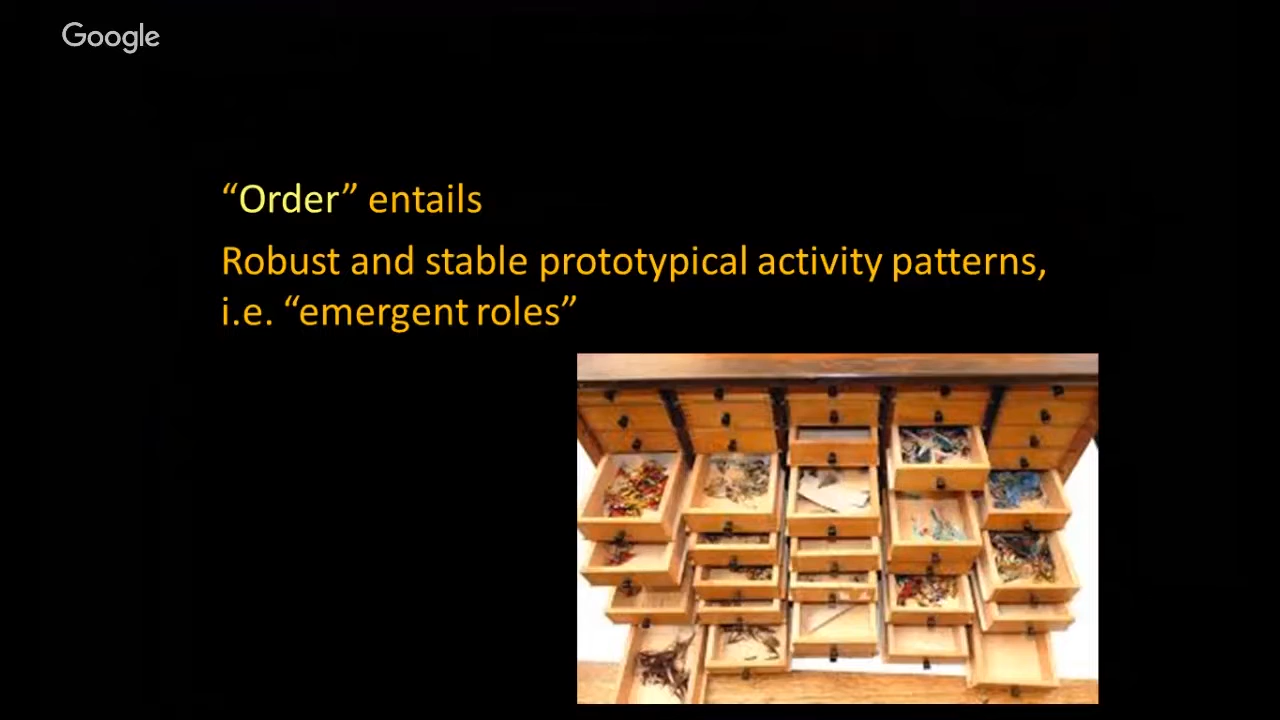 Google
“Order” entails
Robust and stable prototypical activity patterns,
i.e. “emergent roles”